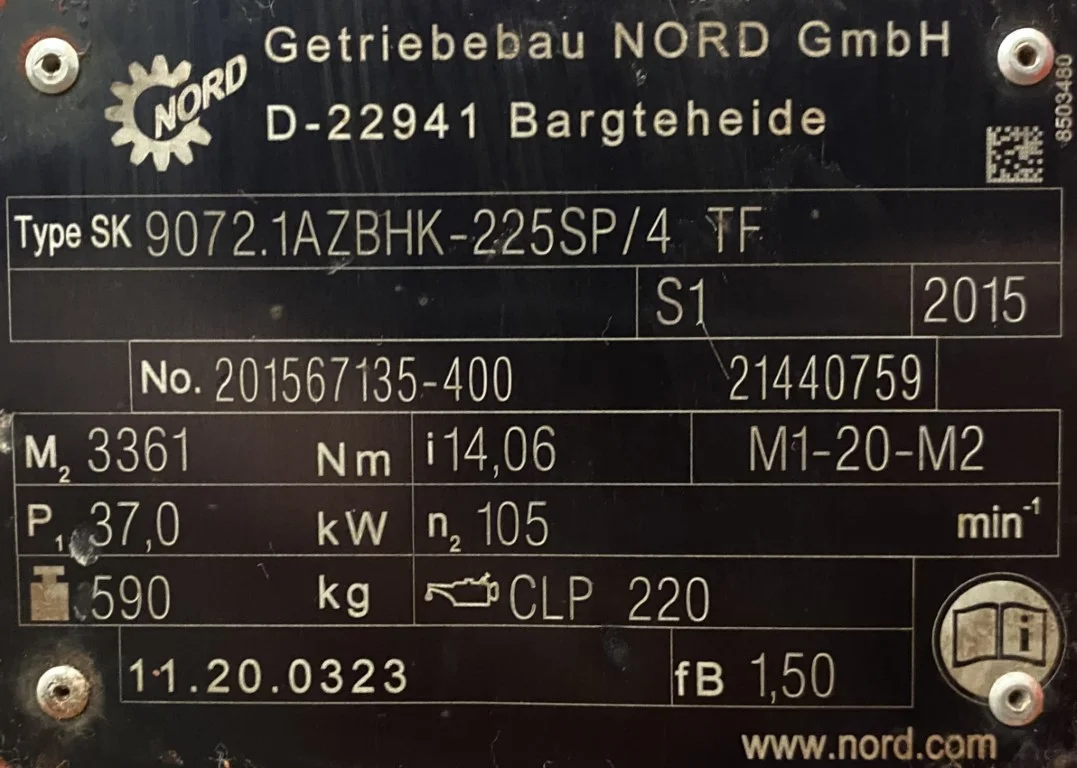 NORD
Getriebebau NORD GmbH
D-22941 Bargteheide
8503480
Type SK 9072.1AZBHK-225SP/4 TF
S1 2015
No. 201567135-400 21440759
M2 3361 Nm i 14,06 M1-20-M2
P1 37,0 kW n2 105 min-1
590 kg CLP 220
11.20.0323 fB 1,50
i
www.nord.com